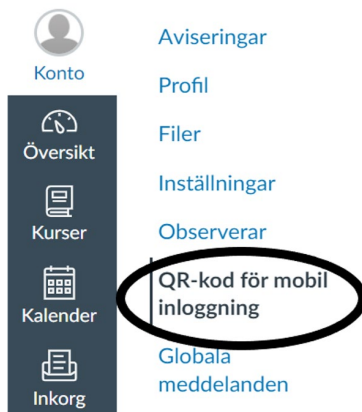 Konto
Översikt
Kurser
Kalender
Inkorg
Aviseringar
Profil
Filer
Inställningar
Observerar
QR-kod för mobil
inloggning
Globala
meddelanden